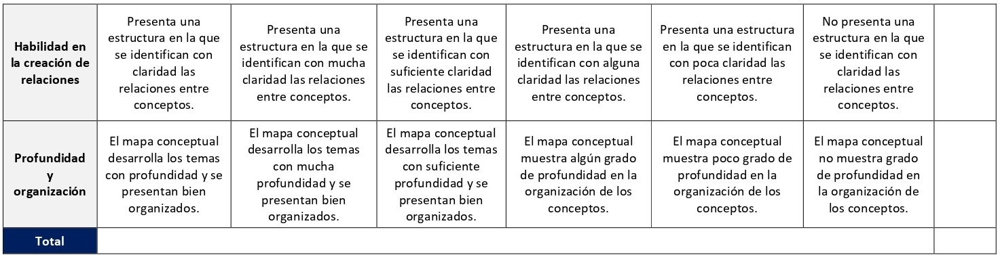 Habilidad en
la creación de
relaciones
Presenta una
estructura en la que
se identifican con
claridad las
relaciones entre
conceptos.
Presenta una
estructura en la que se
identifican con mucha
claridad las relaciones
entre conceptos.
Presenta una
estructura en la que
se identifican con
suficiente claridad
las relaciones entre
conceptos.
Presenta una
estructura en la que se
identifican con alguna
claridad las relaciones
entre conceptos.
Presenta una estructura
en la que se identifican
con poca claridad las
relaciones entre
conceptos.
No presenta una
estructura en la que
se identifican con
claridad las
relaciones entre
conceptos.
Profundidad
y
organización
El mapa conceptual
desarrolla los temas
con profundidad y se
presentan bien
organizados.
El mapa conceptual
desarrolla los temas
con mucha
profundidad y se
presentan bien
organizados.
El mapa conceptual
desarrolla los temas
con suficiente
profundidad y se
presentan bien
organizados.
El mapa conceptual
muestra algún grado
de profundidad en la
organización de los
conceptos.
El mapa conceptual
muestra poco grado de
profundidad en la
organización de los
conceptos.
El mapa conceptual
no muestra grado
de profundidad en
la organización de
los conceptos.
Total